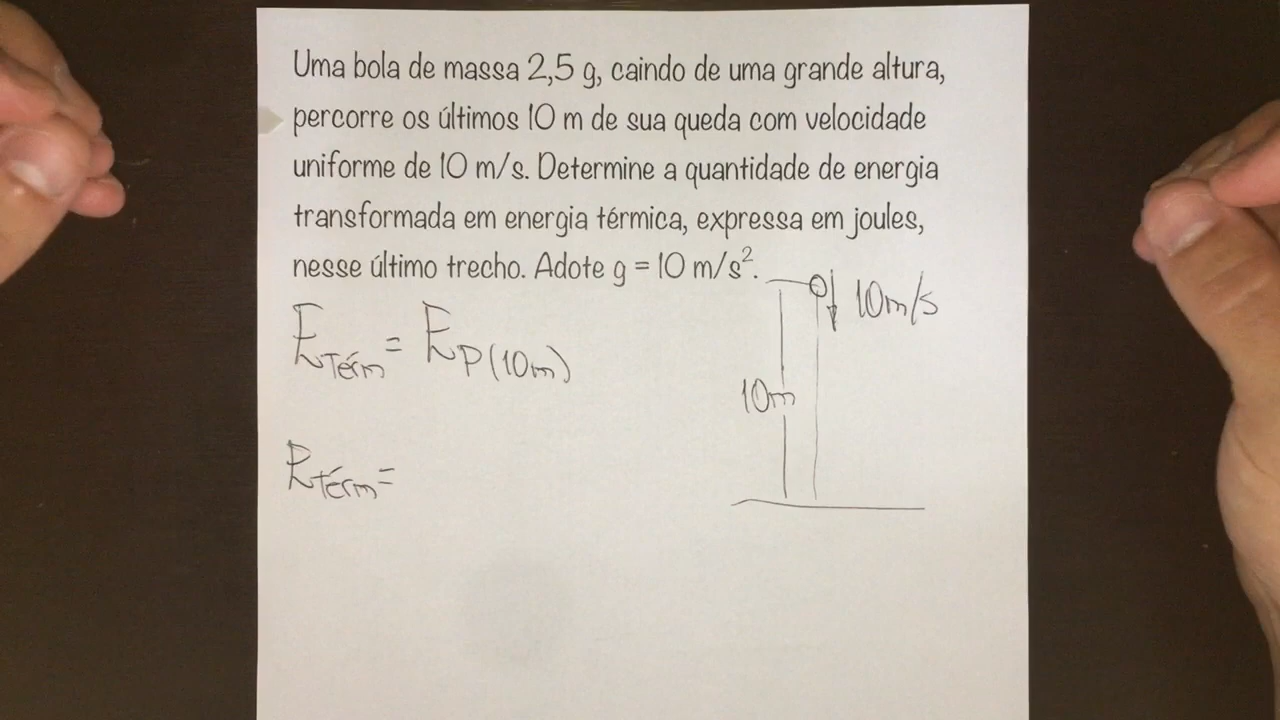 Uma bola de massa 2,5 g, caindo de uma grande altura,
percorre os últimos 10 m de sua queda com velocidade
uniforme de 10 m/s. Determine a quantidade de energia
transformada em energia térmica, expressa em joules,
nesse último trecho. Adote g = 10 m/s².
10m/s
ETérm = EP(10m)
10m
ETérm =